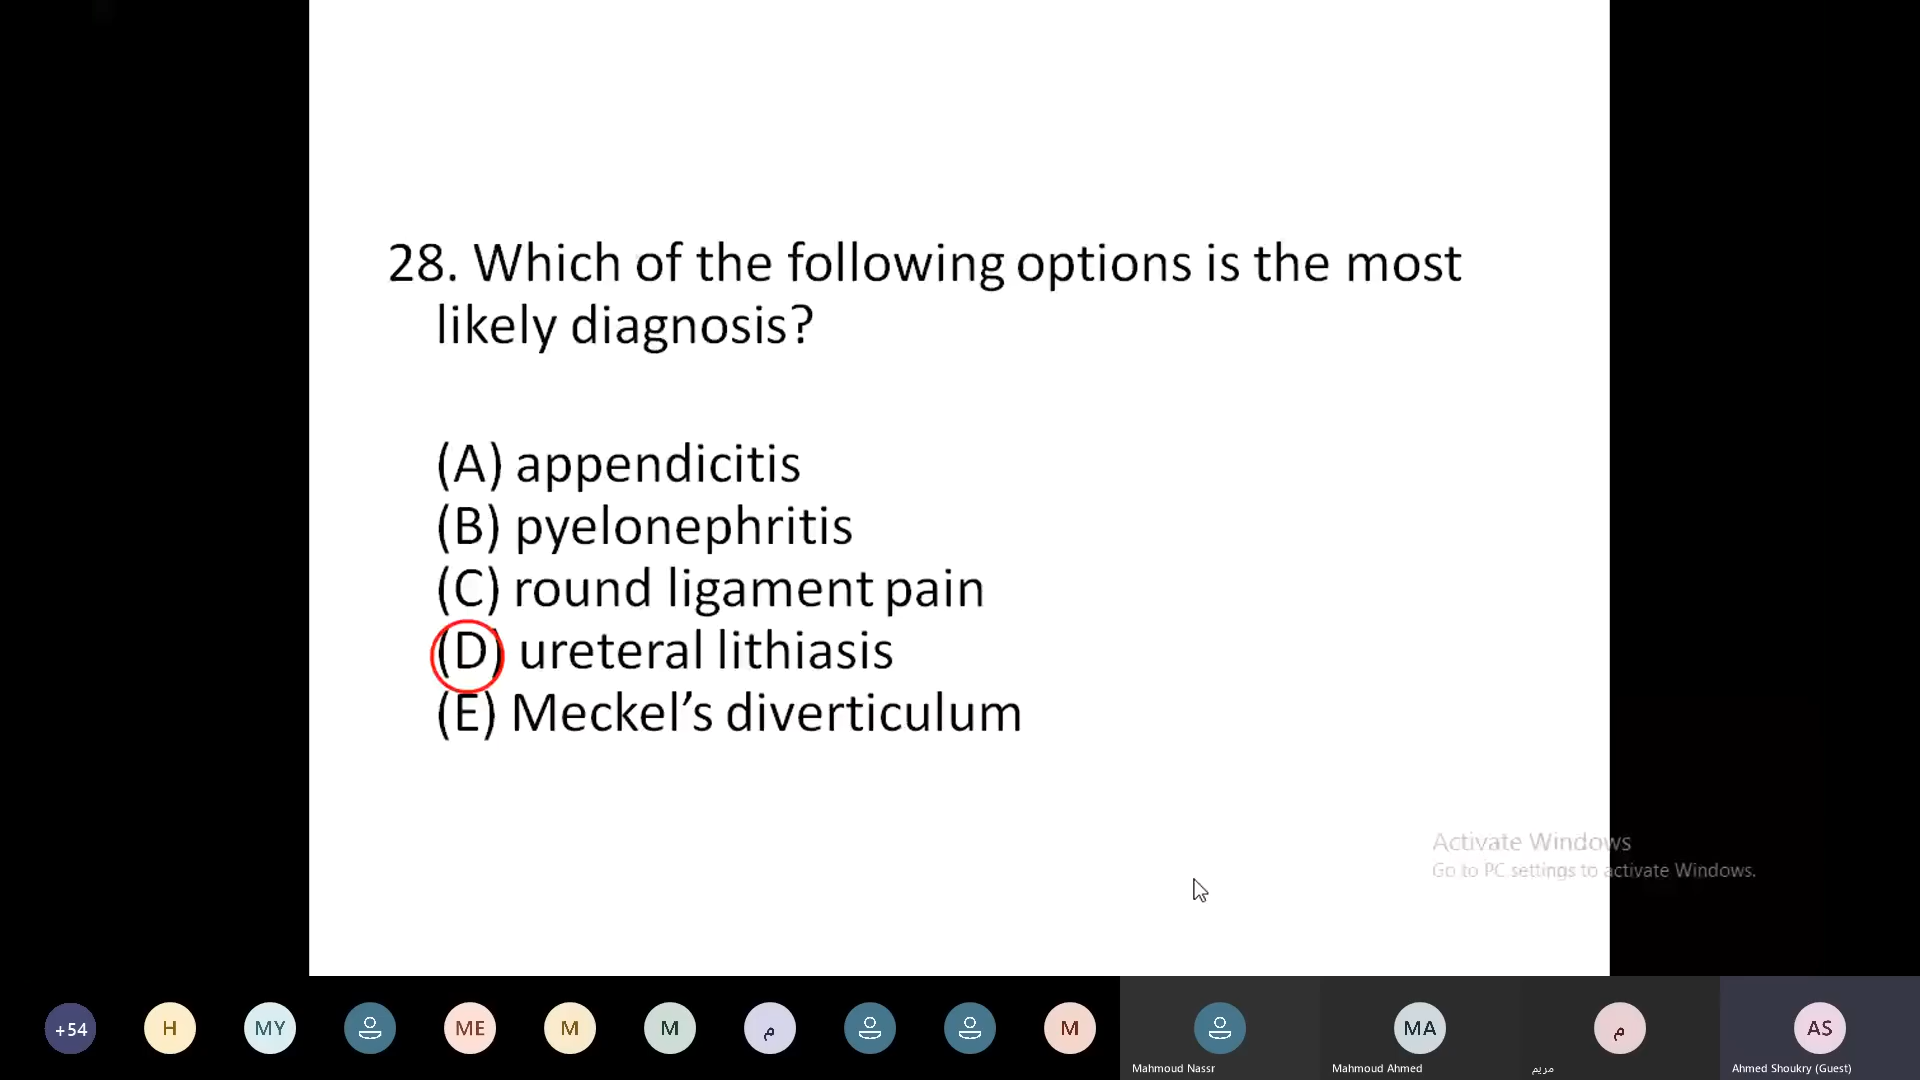 28. Which of the following options is the most
likely diagnosis?
(A) appendicitis
(B) pyelonephritis
(C) round ligament pain
(D) ureteral lithiasis
(E) Meckel’s diverticulum
Activate Windows
Go to PC settings to activate Windows.
+54
H
MY
ME
M
M
م
M
MA
م
AS
Mahmoud Nassr
Mahmoud Ahmed
مريم
Ahmed Shoukry (Guest)